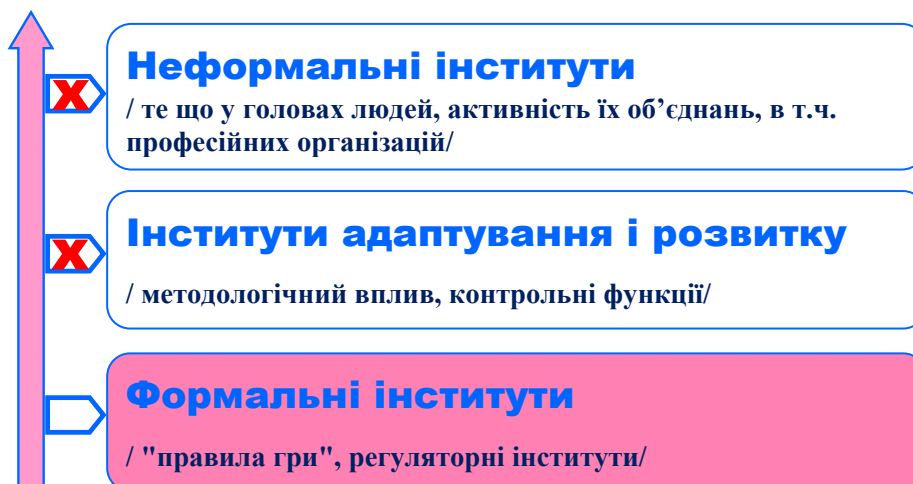 Неформальні інститути
/ те що у головах людей, активність їх об’єднань, в т.ч.
професійних організацій/
X
Інститути адаптування і розвитку
/ методологічний вплив, контрольні функції/
X
Формальні інститути
/ "правила гри", регуляторні інститути/